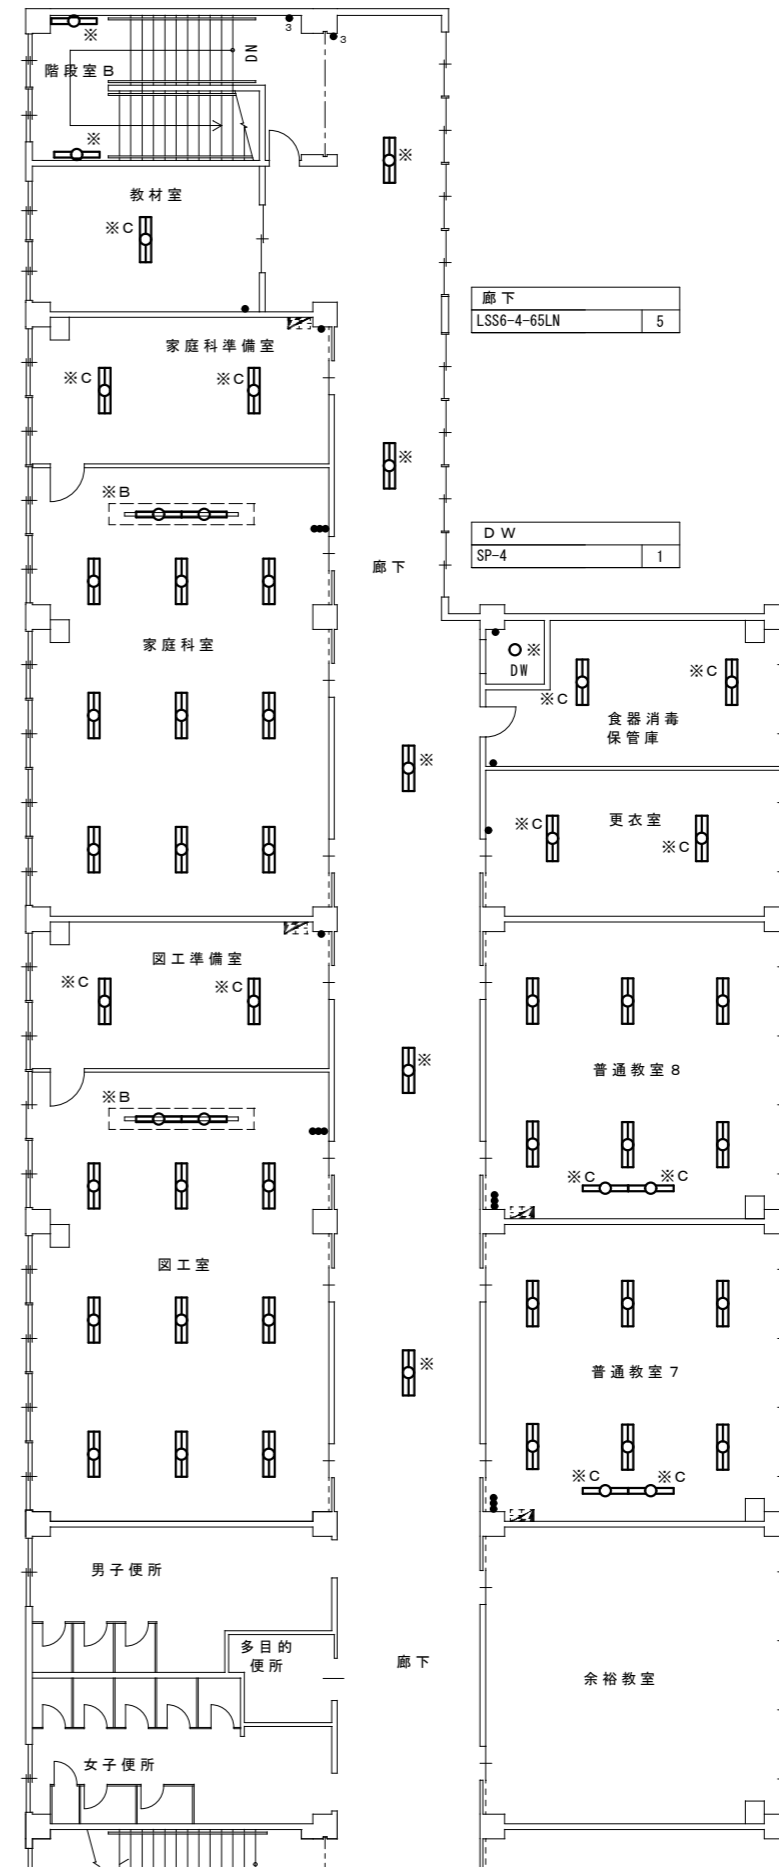 ※
3
3
階段室B
DN
※
※
教材室
※C
廊下
LSS6-4-65LN 5
家庭科準備室
※C ※C
※
※B
DW
SP-4 1
廊下
家庭科室
※
DW
※C
※C
食器消毒
保管庫
※
※C
更衣室
※C
図工準備室
※C ※C
※
普通教室8
※B
※C ※C
図工室
※
普通教室7
※C ※C
男子便所
多目的
便所
廊下
余裕教室
女子便所